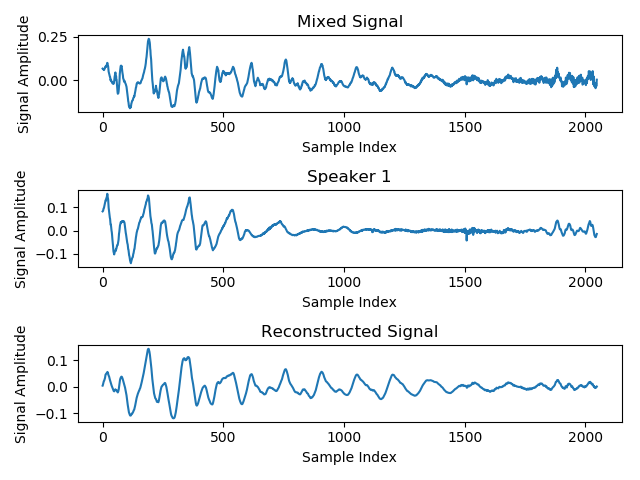 Mixed Signal
Signal Amplitude
0.25
0.00
0 500 1000 1500 2000
Sample Index
Speaker 1
Signal Amplitude
0.1
0.0
−0.1
0 500 1000 1500 2000
Sample Index
Reconstructed Signal
Signal Amplitude
0.1
0.0
−0.1
0 500 1000 1500 2000
Sample Index